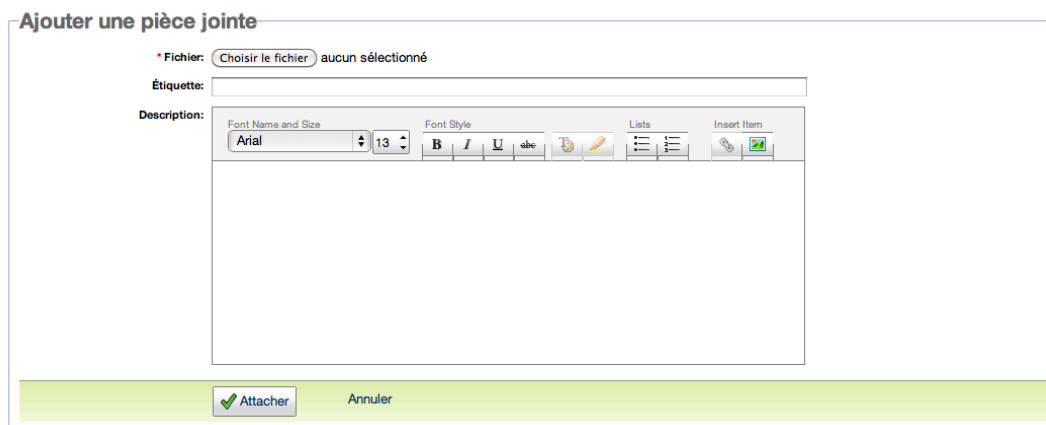 Ajouter une pièce jointe
* Fichier: Choisir le fichier aucun sélectionné
Étiquette:
Description:
Font Name and Size Font Style Lists Insert Item
Arial 13 B I U abc
Attacher Annuler